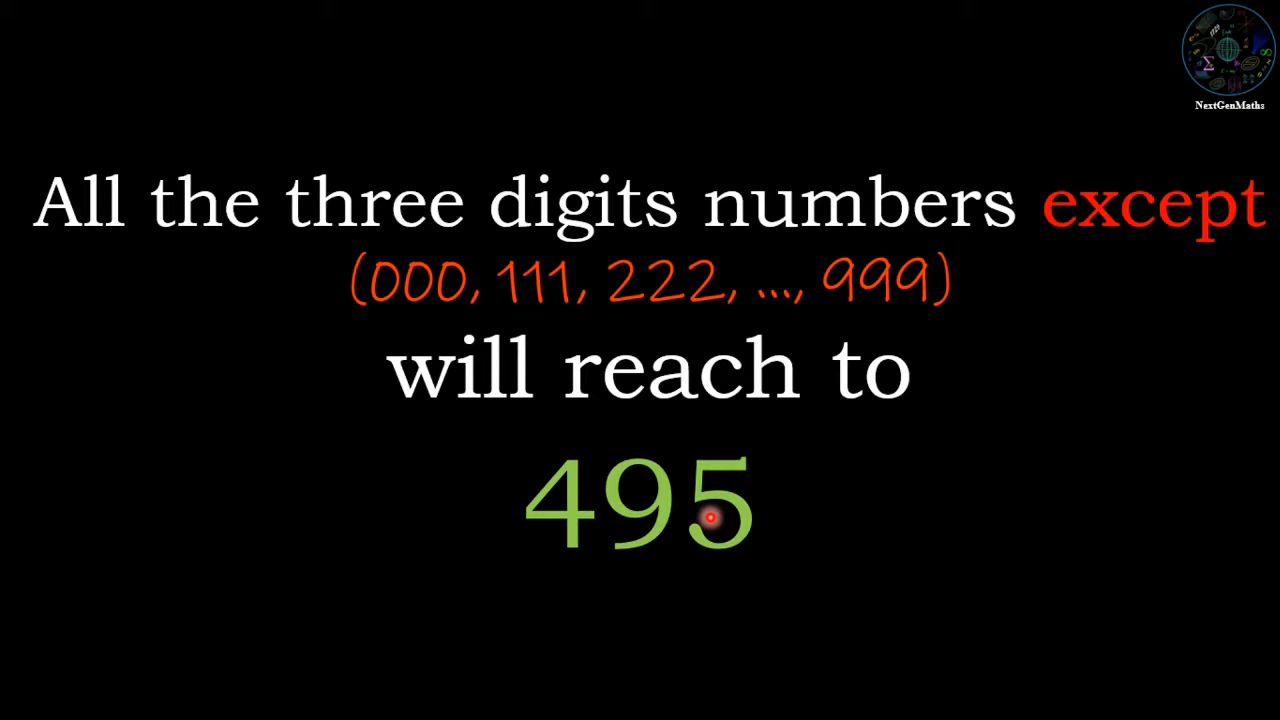 NextGenMaths
All the three digits numbers except
(000, 111, 222, ..., 999)
will reach to
495